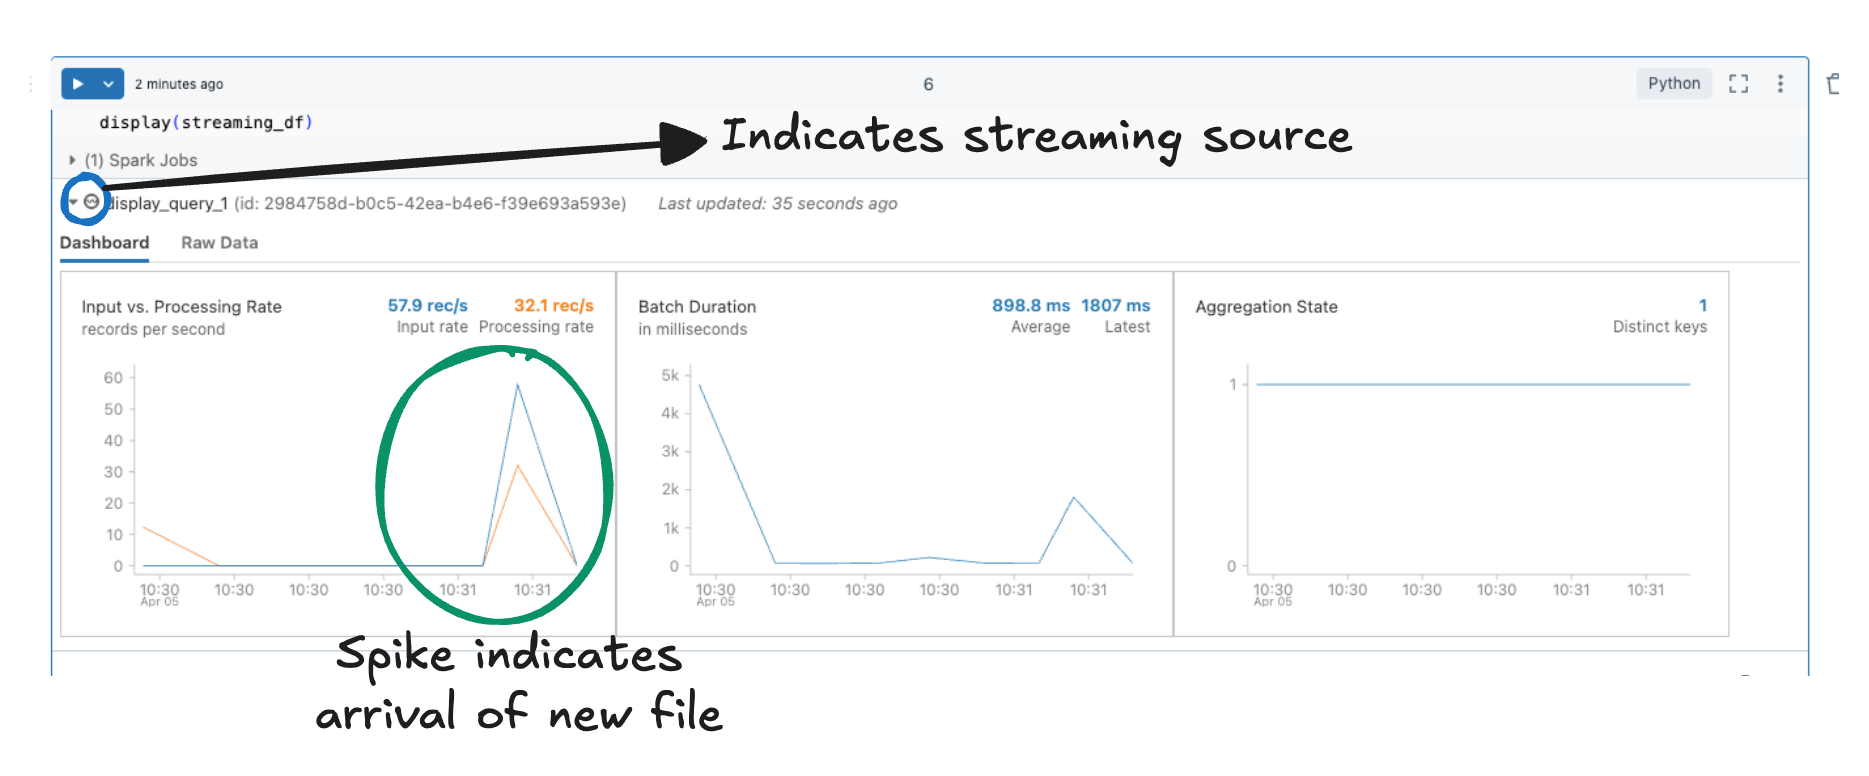 2 minutes ago
6
Python
display(streaming_df)
Indicates streaming source
(1) Spark Jobs
display_query_1 (id: 2984758d-b0c5-42ea-b4e6-f39e693a593e) Last updated: 35 seconds ago
Dashboard Raw Data
Input vs. Processing Rate
records per second
57.9 rec/s 32.1 rec/s
Input rate Processing rate
60
50
40
30
20
10
0
10:30 10:30 10:30 10:30 10:31 10:31
Apr 05
Batch Duration
in milliseconds
898.8 ms 1807 ms
Average Latest
5k
4k
3k
2k
1k
0
10:30 10:30 10:30 10:30 10:31 10:31
Apr 05
Aggregation State
1
Distinct keys
1
0
10:30 10:30 10:30 10:30 10:31 10:31
Apr 05
Spike indicates
arrival of new file